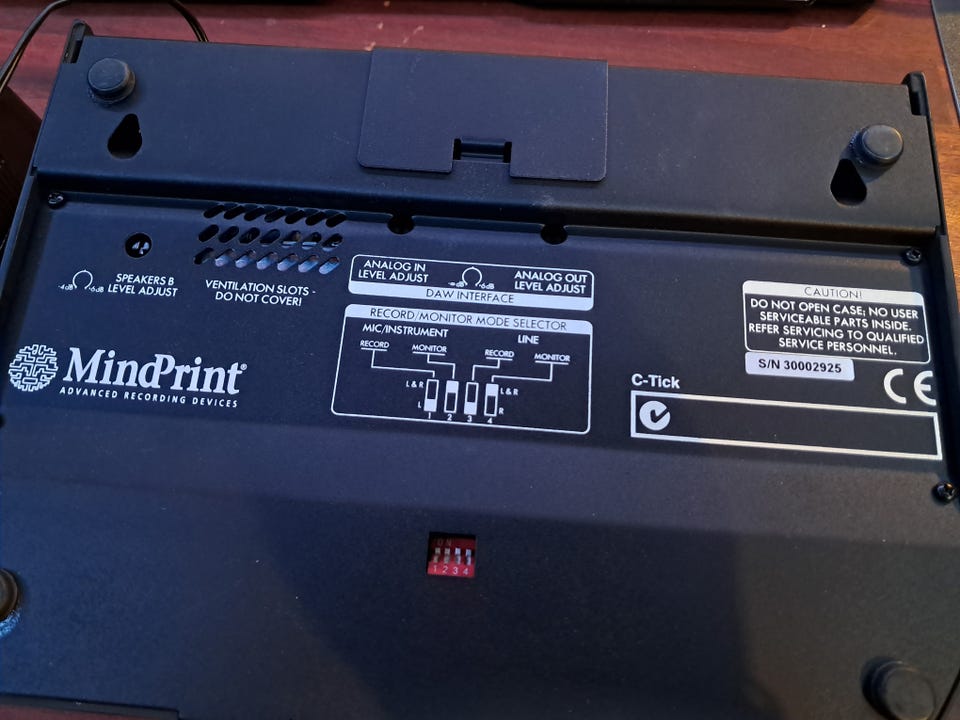 SPEAKERS B
LEVEL ADJUST
-4dB -6dB
VENTILATION SLOTS -
DO NOT COVER!
ANALOG IN
LEVEL ADJUST
-6dB
ANALOG OUT
LEVEL ADJUST
DAW INTERFACE
RECORD/MONITOR MODE SELECTOR
MIC/INSTRUMENT
LINE
RECORD
MONITOR
RECORD
MONITOR
L & R
L & R
L
R
1 2 3 4
CAUTION!
DO NOT OPEN CASE; NO USER
SERVICEABLE PARTS INSIDE.
REFER SERVICING TO QUALIFIED
SERVICE PERSONNEL.
S/N 30002925
CE
C-Tick
MindPrint®
ADVANCED RECORDING DEVICES
ON
1 2 3 4